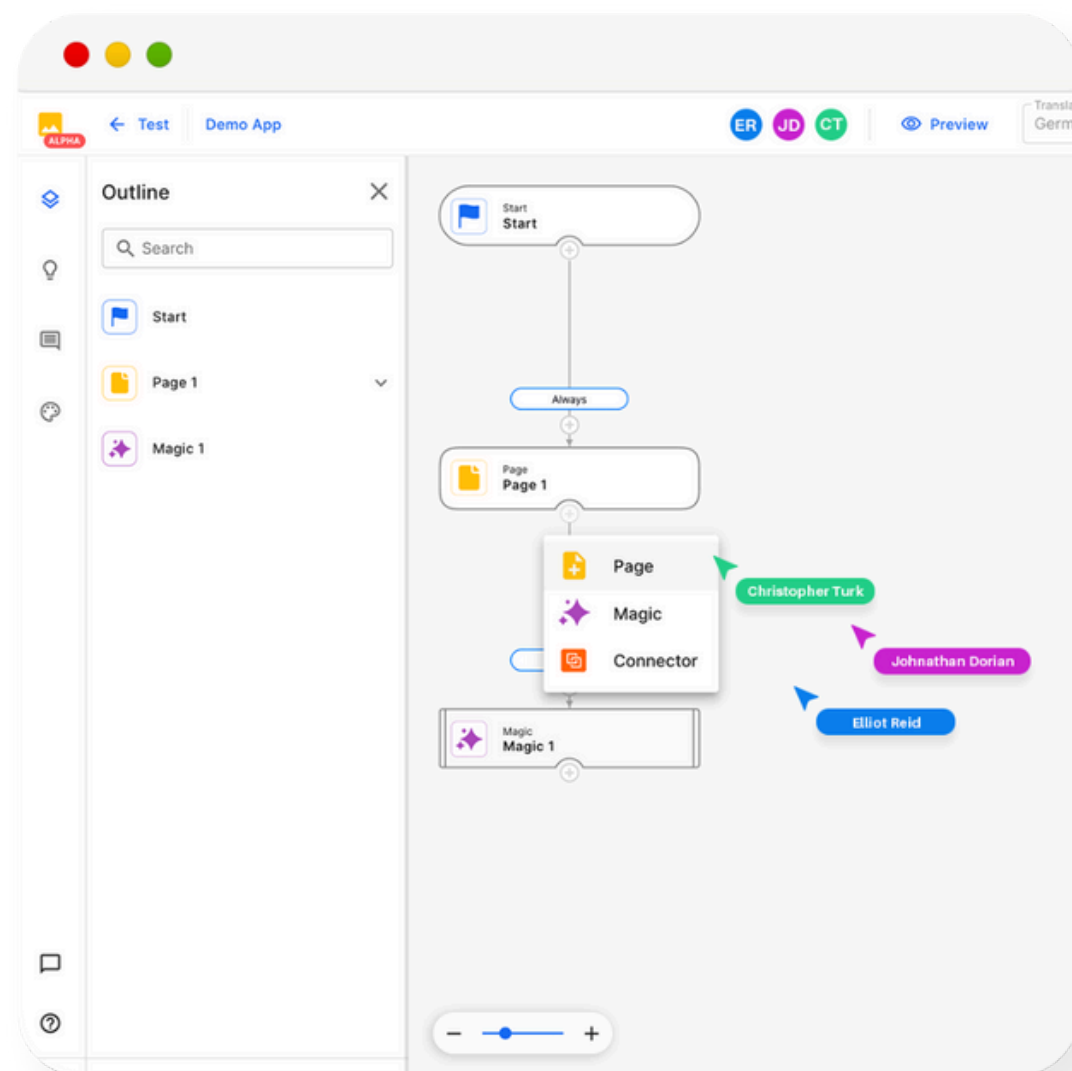 ALPHA
Test
Demo App
ER
JD
CT
Preview
Outline
Search
Start
Page 1
Magic 1
Start
Start
Always
Page
Page 1
Page
Magic
Connector
Christopher Turk
Johnathan Dorian
Elliot Reid
Magic
Magic 1